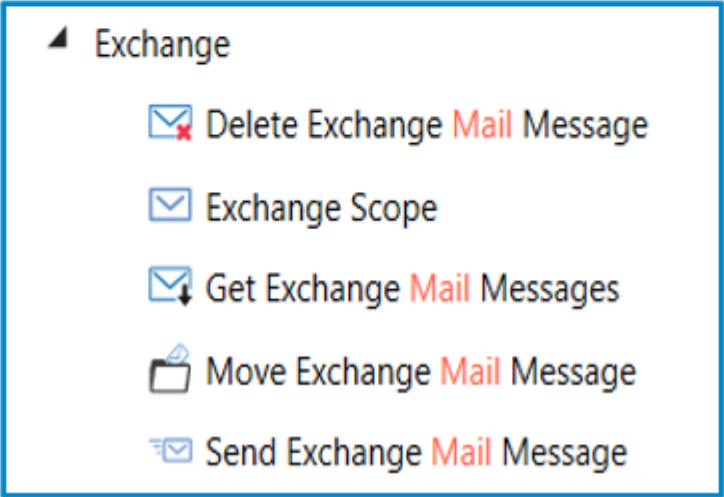 Exchange
Delete Exchange Mail Message
Exchange Scope
Get Exchange Mail Messages
Move Exchange Mail Message
Send Exchange Mail Message